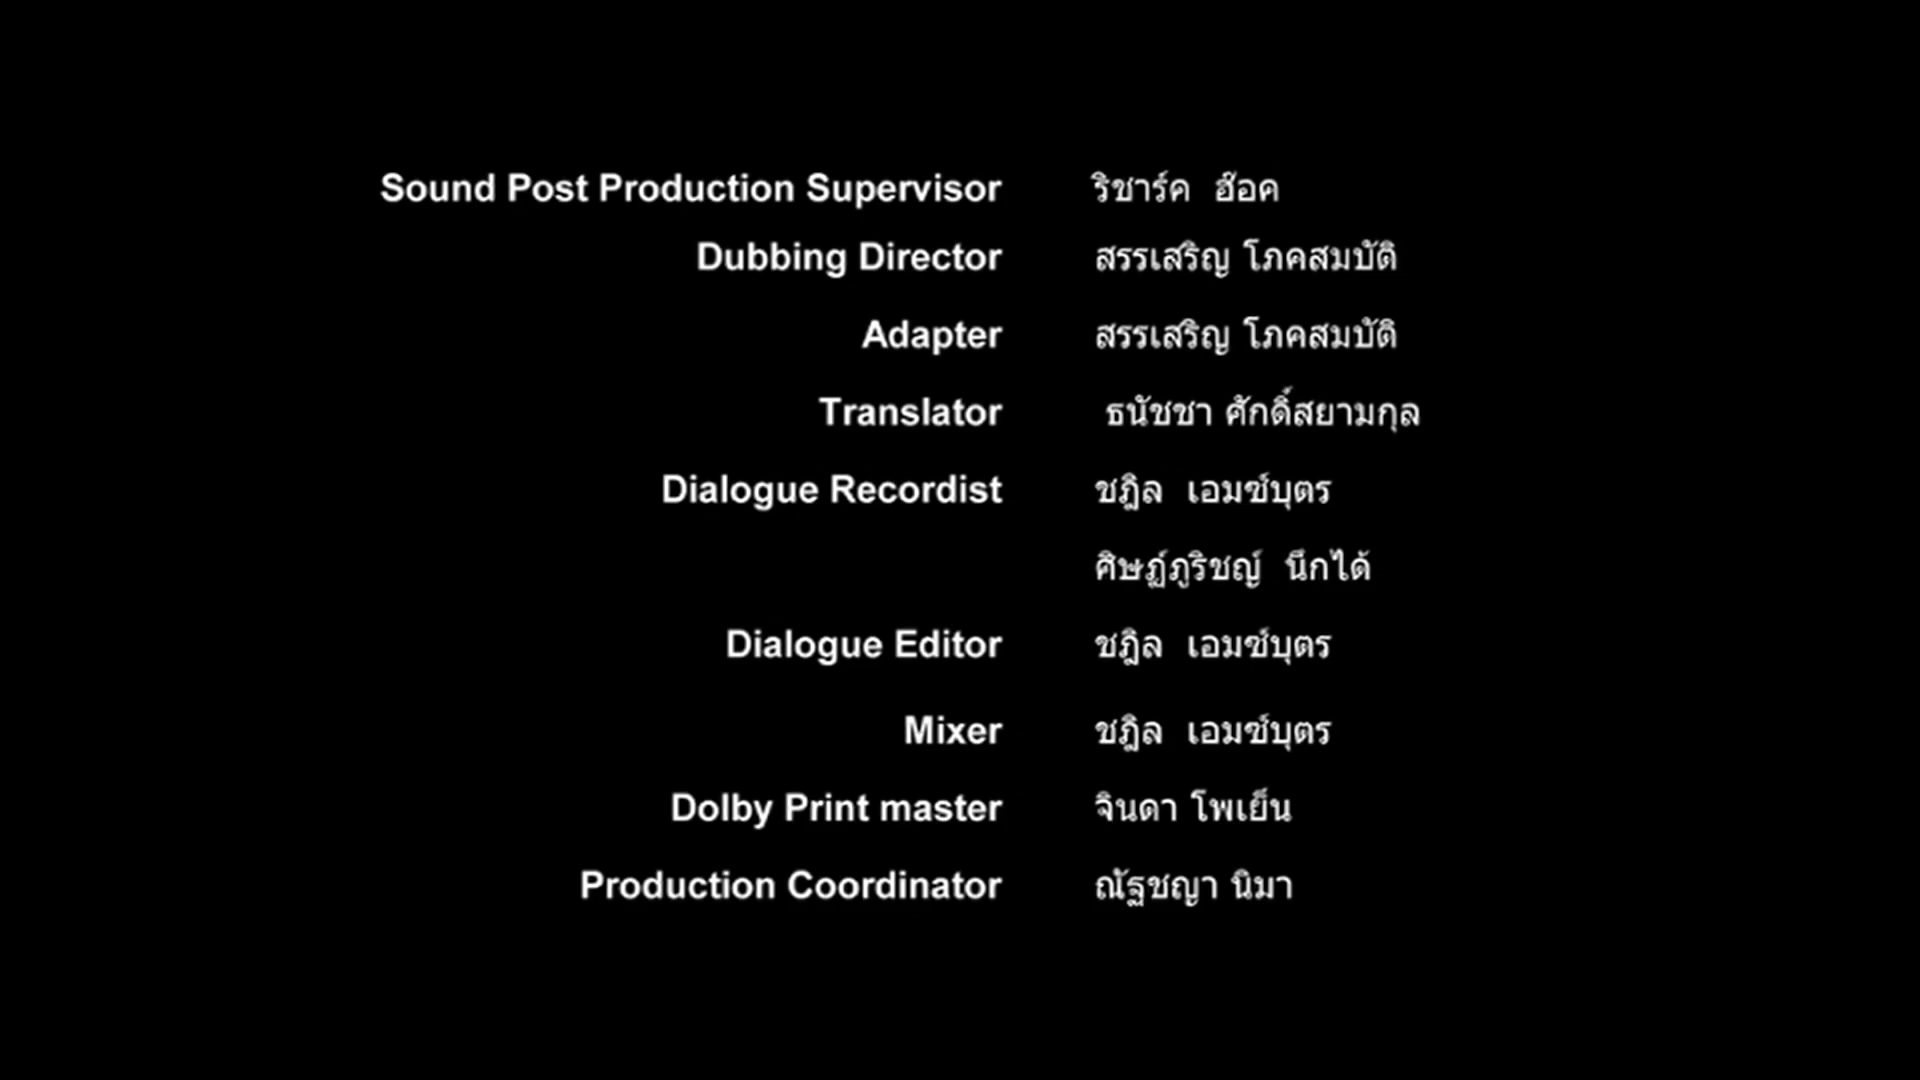 Sound Post Production Supervisor ริชาร์ค ฮ๊อค
Dubbing Director สรรเสริญ โภคสมบัติ
Adapter สรรเสริญ โภคสมบัติ
Translator ธนัชชา ศักดิ์สยามกุล
Dialogue Recordist ชฎิล เอมซ์บุตร
ศิษฏ์ภูริชญ์ นึกได้
Dialogue Editor ชฎิล เอมซ์บุตร
Mixer ชฎิล เอมซ์บุตร
Dolby Print master จินดา โพเย็น
Production Coordinator ณัฐชญา นิมา